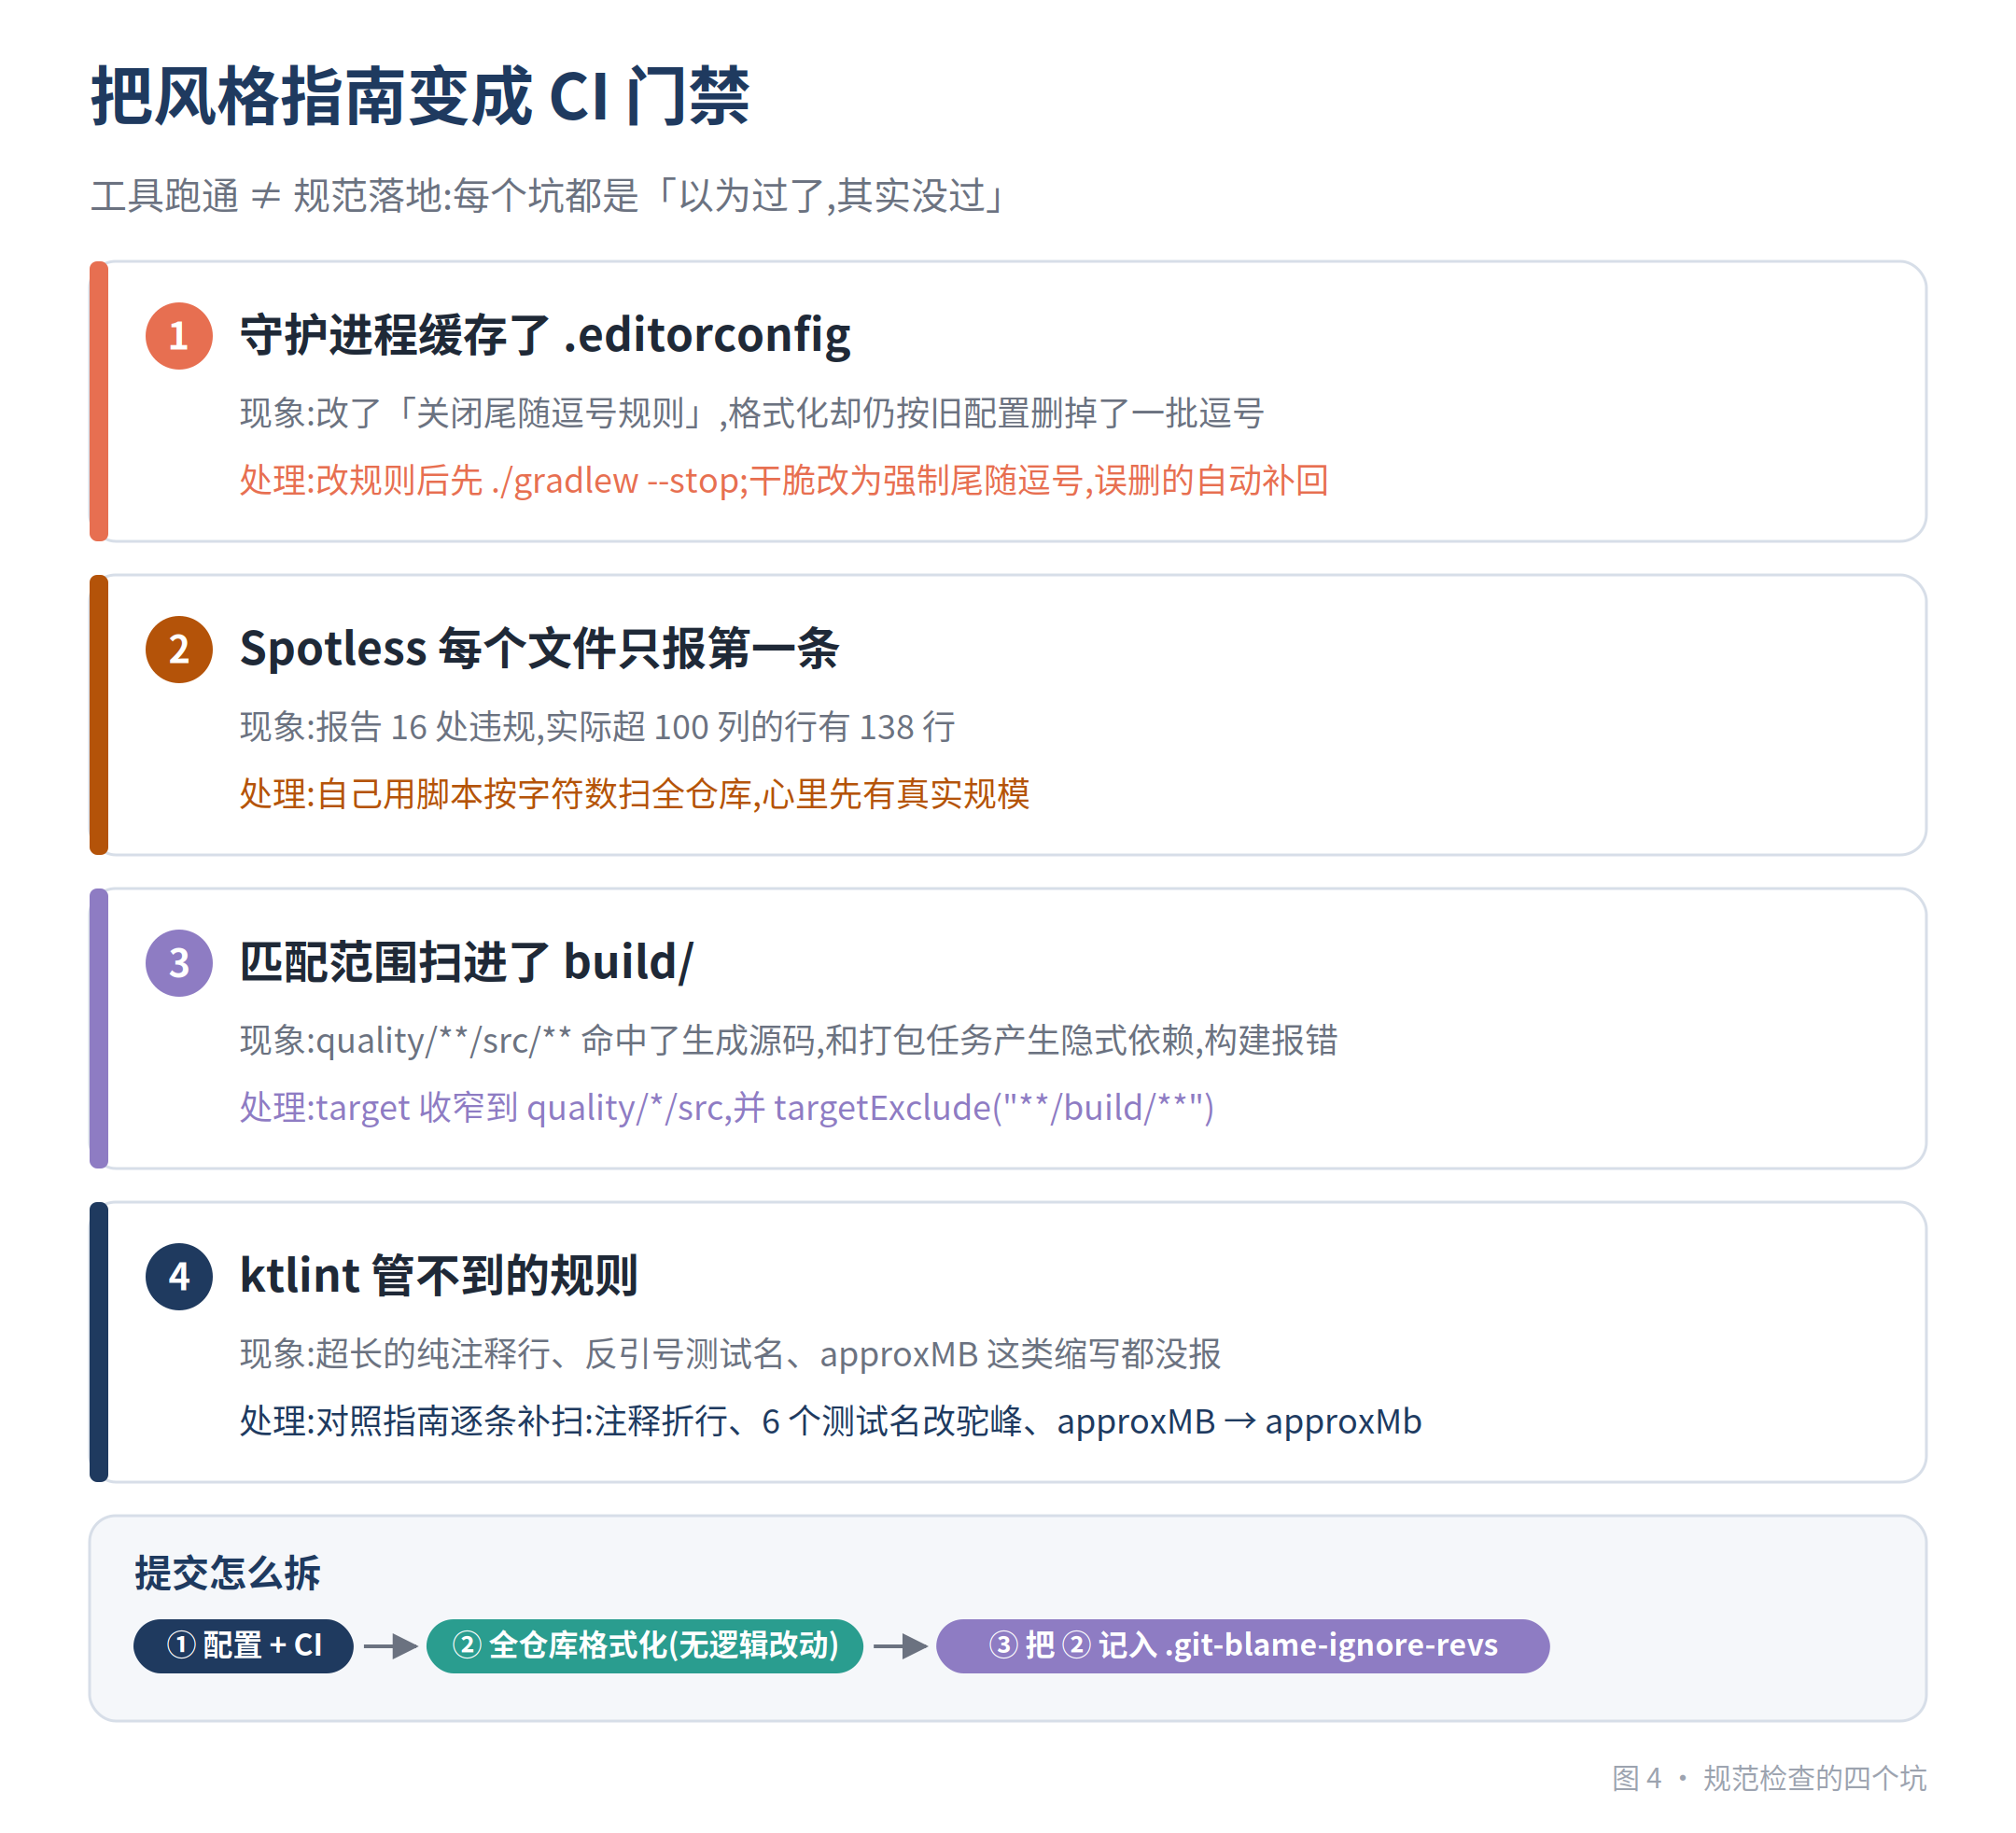 把风格指南变成 CI 门禁
工具跑通 ≠ 规范落地:每个坑都是「以为过了,其实没过」
1 守护进程缓存了 .editorconfig
现象:改了「关闭尾随逗号规则」,格式化却仍按旧配置删掉了一批逗号
处理:改规则后先 ./gradlew --stop;干脆改为强制尾随逗号,误删的自动补回
2 Spotless 每个文件只报第一条
现象:报告 16 处违规,实际超 100 列的行有 138 行
处理:自己用脚本按字符数扫全仓库,心里先有真实规模
3 匹配范围扫进了 build/
现象:quality/**/src/** 命中了生成源码,和打包任务产生隐式依赖,构建报错
处理:target 收窄到 quality/*/src,并 targetExclude("**/build/**")
4 ktlint 管不到的规则
现象:超长的纯注释行、反引号测试名、approxMB 这类缩写都没报
处理:对照指南逐条补扫:注释折行、6 个测试名改驼峰、approxMB → approxMb
提交怎么拆
① 配置 + CI → ② 全仓库格式化(无逻辑改动) → ③ 把 ② 记入 .git-blame-ignore-revs
图 4 · 规范检查的四个坑